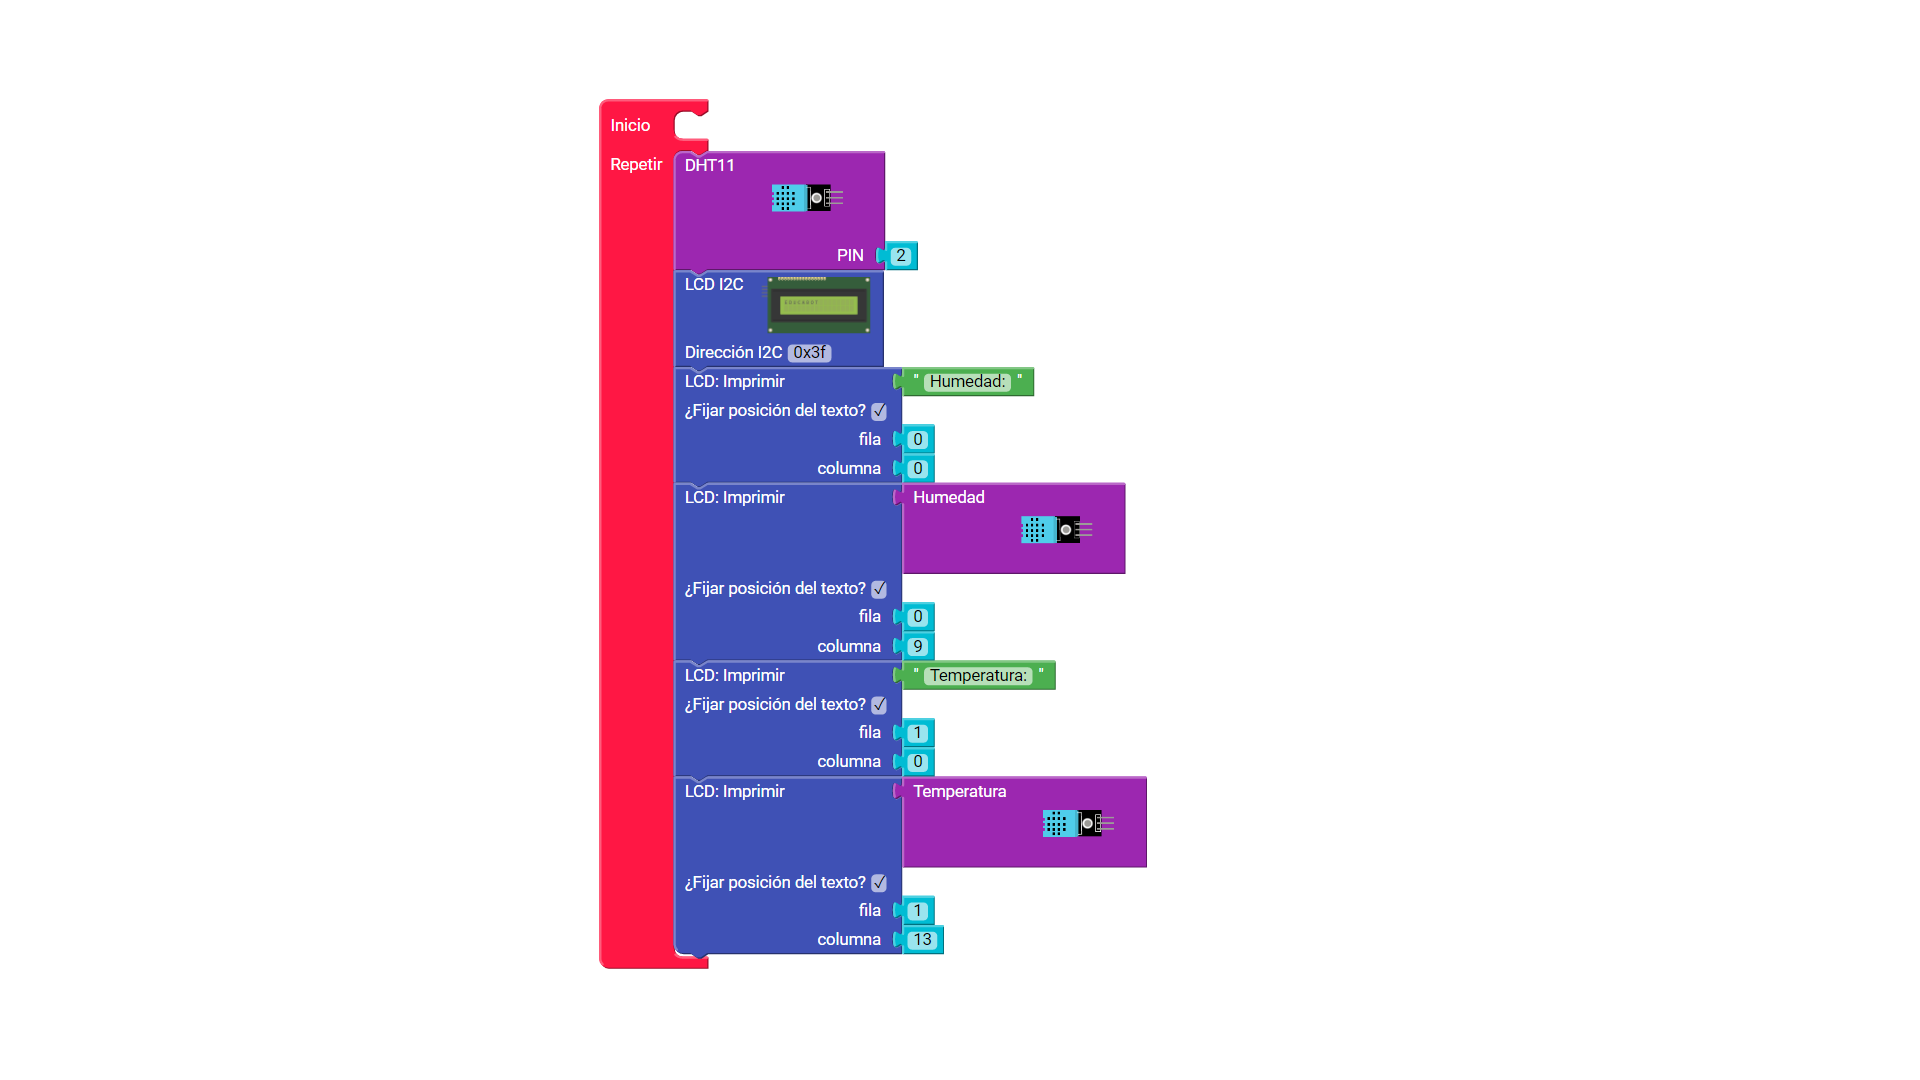 Inicio
Repetir
DHT11
PIN 2
LCD I2C
Dirección I2C 0x3f
LCD: Imprimir " Humedad: "
¿Fijar posición del texto? ✓
fila 0
columna 0
LCD: Imprimir Humedad
¿Fijar posición del texto? ✓
fila 0
columna 9
LCD: Imprimir " Temperatura: "
¿Fijar posición del texto? ✓
fila 1
columna 0
LCD: Imprimir Temperatura
¿Fijar posición del texto? ✓
fila 1
columna 13